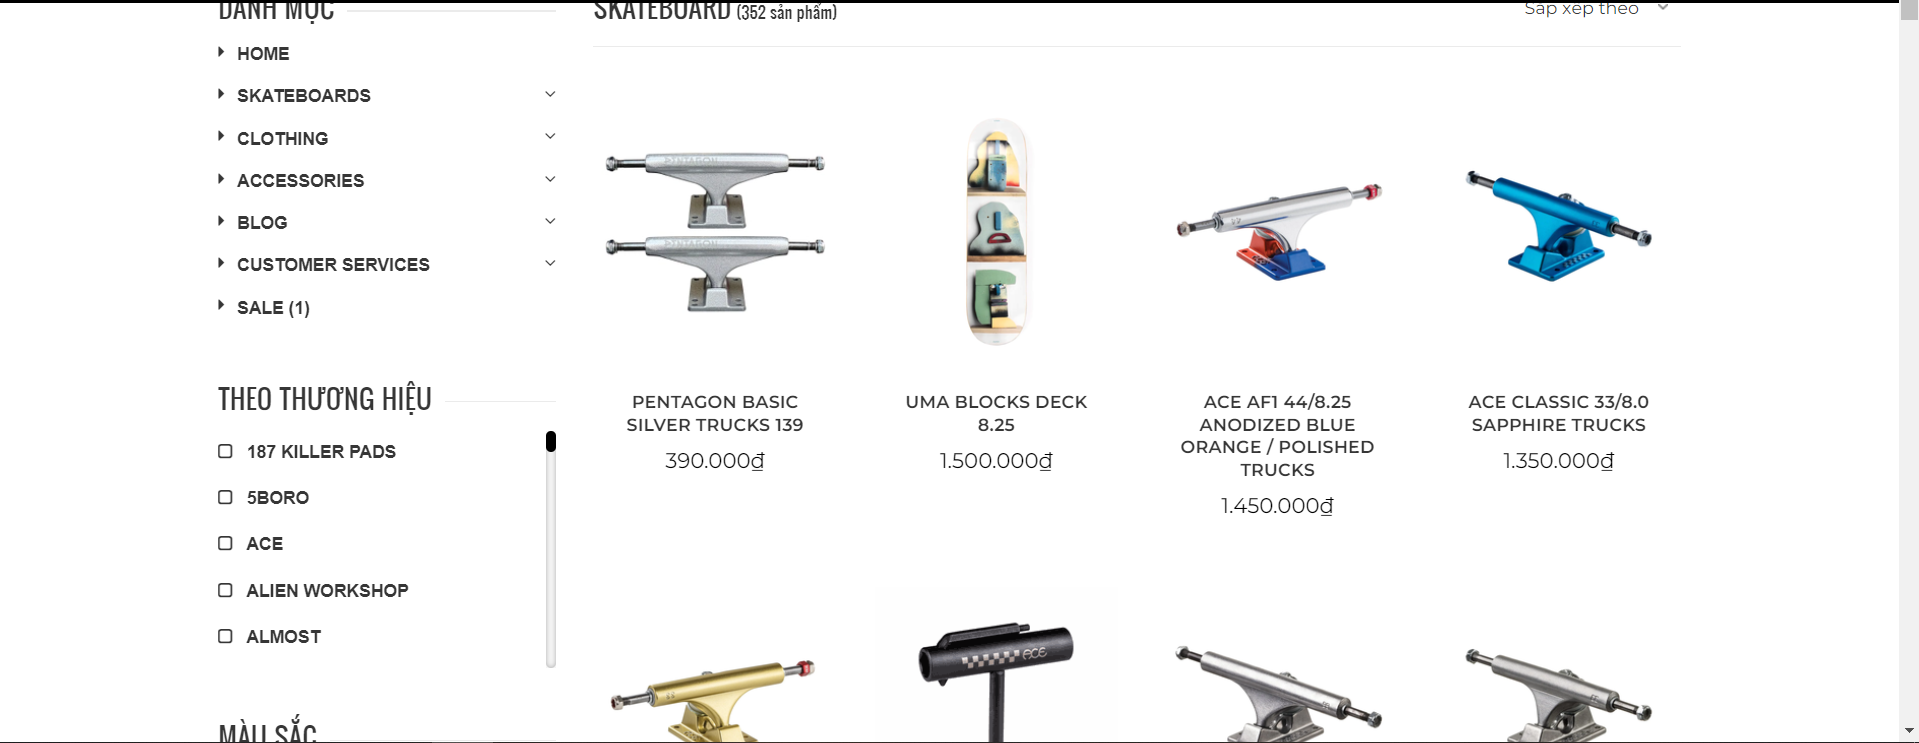 DANH MỤC
HOME
SKATEBOARDS
CLOTHING
ACCESSORIES
BLOG
CUSTOMER SERVICES
SALE (1)
THEO THƯƠNG HIỆU
187 KILLER PADS
5BORO
ACE
ALIEN WORKSHOP
ALMOST
MÀU SẮC
SKATEBOARD (352 sản phẩm)
Sắp xếp theo
PENTAGON
PENTAGON
PENTAGON BASIC
SILVER TRUCKS 139
390.000₫
UMA BLOCKS DECK
8.25
1.500.000₫
ACE AF1 44/8.25
ANODIZED BLUE
ORANGE / POLISHED
TRUCKS
1.450.000₫
ACE CLASSIC 33/8.0
SAPPHIRE TRUCKS
1.350.000₫
ACE